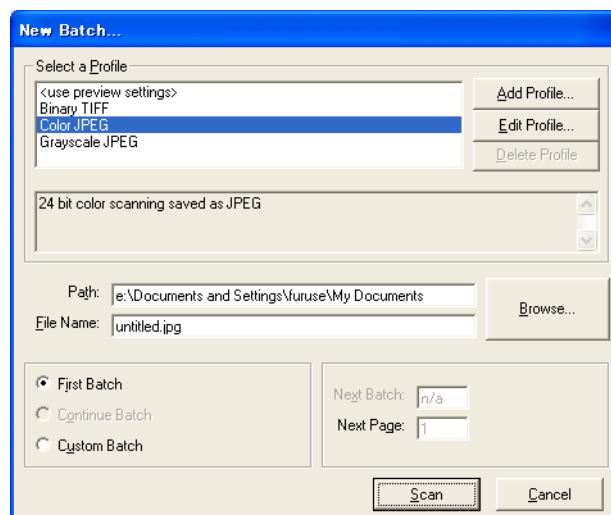 New Batch...
Select a Profile
<use preview settings>
Binary TIFF
Color JPEG
Grayscale JPEG
Add Profile...
Edit Profile...
Delete Profile
24 bit color scanning saved as JPEG
Path: e:\Documents and Settings\furuse\My Documents
File Name: untitled.jpg
Browse...
First Batch
Continue Batch
Custom Batch
Next Batch: n/a
Next Page: 1
Scan Cancel